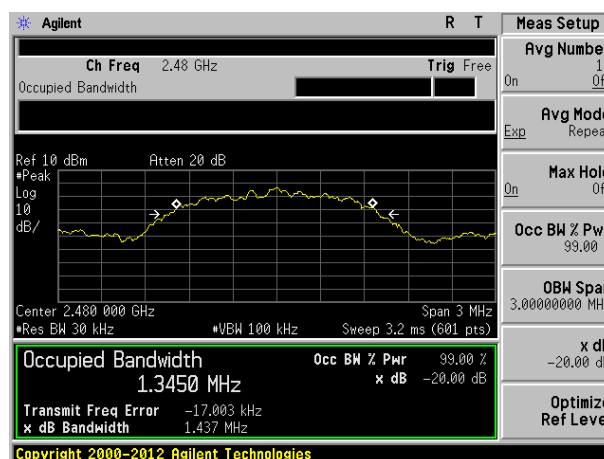 Agilent R T
Ch Freq 2.48 GHz Trig Free
Occupied Bandwidth
Ref 10 dBm Atten 20 dB
#Peak
Log
10
dB/
Center 2.480 000 GHz Span 3 MHz
#Res BW 30 kHz #VBW 100 kHz Sweep 3.2 ms (601 pts)
Occupied Bandwidth
1.3450 MHz
Occ BW % Pwr 99.00 %
x dB -20.00 dB
Transmit Freq Error -17.003 kHz
x dB Bandwidth 1.437 MHz
Copyright 2000-2012 Agilent Technologies
Meas Setup
Avg Numbe
1
On Of
Avg Mode
Exp Repea
Max Hol
On Of
Occ BW % Pw
99.00
OBW Spa
3.00000000 MH
x d
-20.00 d
Optimiz
Ref Leve